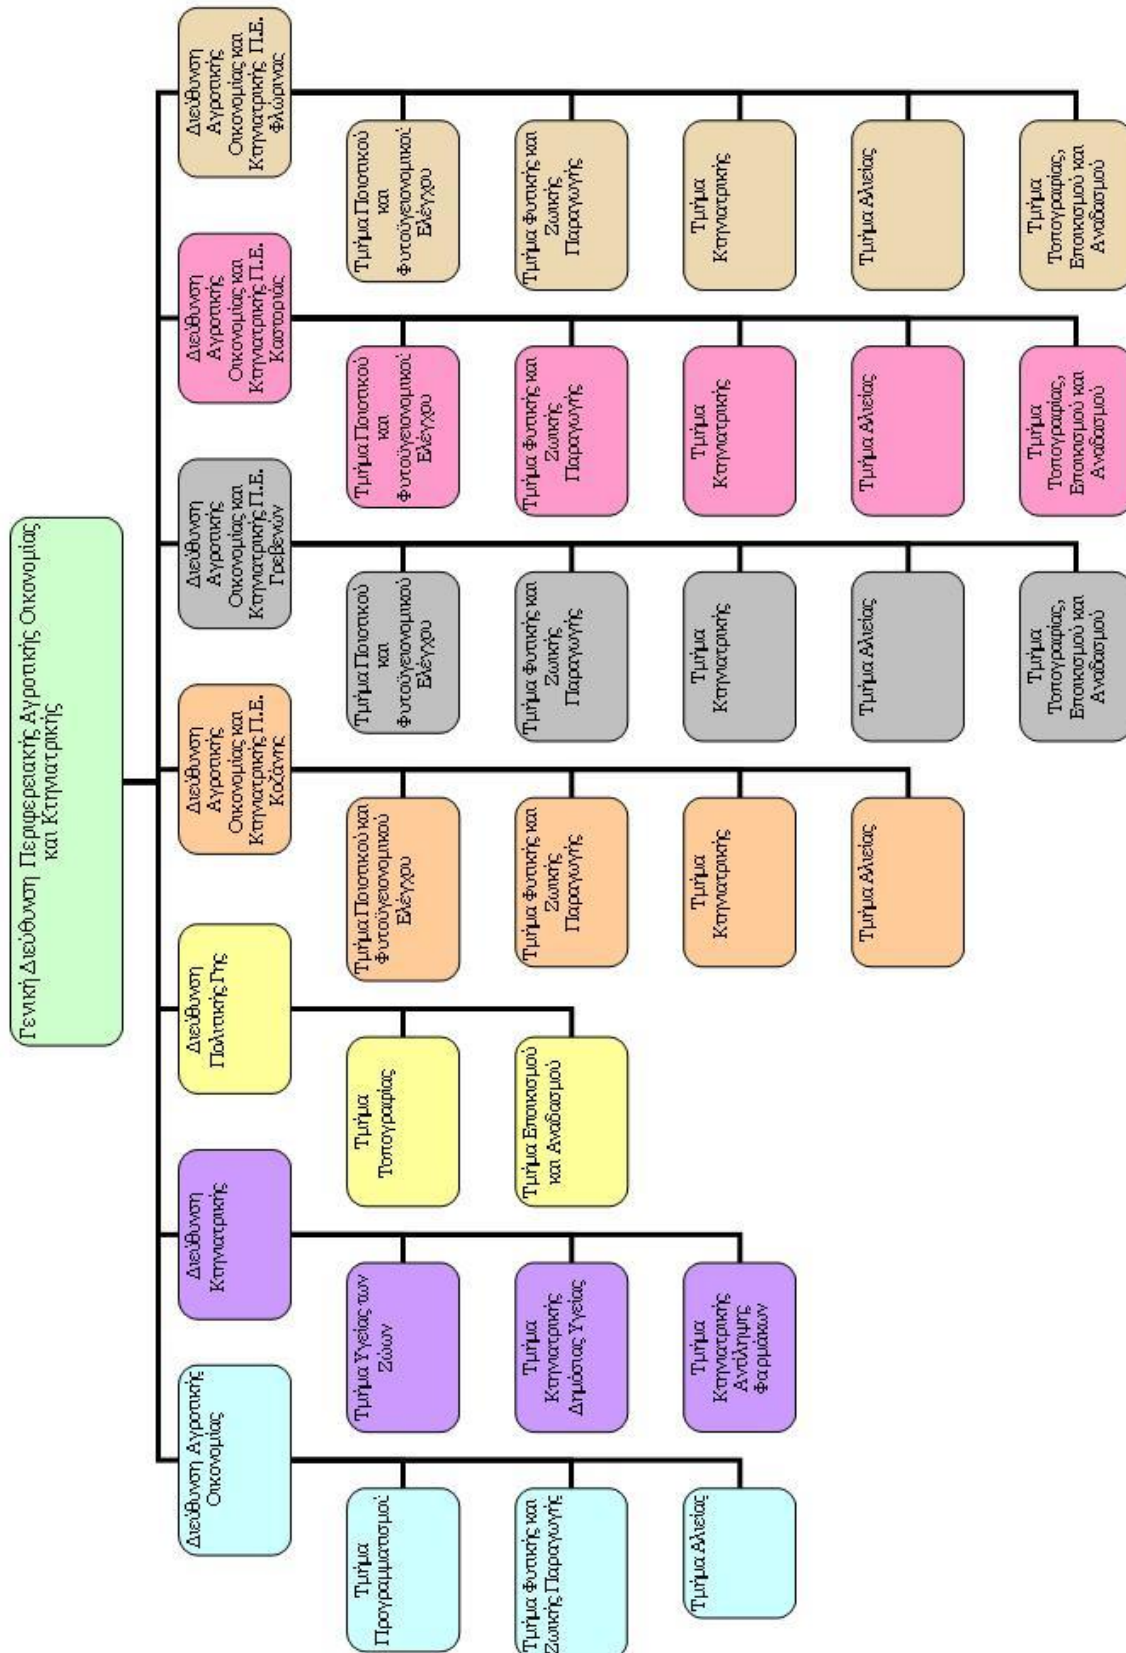 Γενική Διεύθυνση Περιφερειακής Αγροτικής Οικονομίας
και Κτηνιατρικής
Διεύθυνση Αγροτικής
Οικονομίας
Τμήμα
Προγραμματισμού
Τμήμα Φυτικής και
Ζωικής Παραγωγής
Τμήμα Αλιείας
Διεύθυνση
Κτηνιατρικής
Τμήμα Υγείας των
Ζώων
Τμήμα
Κτηνιατρικής
Δημόσιας Υγείας
Τμήμα
Κτηνιατρικής
Αντίληψης
Φαρμάκων
Διεύθυνση
Πολιτικής Γης
Τμήμα
Τοπογραφίας
Τμήμα Εποικισμού
και Αναδασμού
Διεύθυνση
Αγροτικής
Οικονομίας και
Κτηνιατρικής Π.Ε.
Κοζάνης
Τμήμα Ποιοτικού και
Φυτοϋγειονομικού
Ελέγχου
Τμήμα Φυτικής και
Ζωικής
Παραγωγής
Τμήμα
Κτηνιατρικής
Τμήμα Αλιείας
Διεύθυνση
Αγροτικής
Οικονομίας και
Κτηνιατρικής Π.Ε.
Γρεβενών
Τμήμα Ποιοτικού
και
Φυτοϋγειονομικού
Ελέγχου
Τμήμα Φυτικής και
Ζωικής
Παραγωγής
Τμήμα
Κτηνιατρικής
Τμήμα Αλιείας
Τμήμα
Τοπογραφίας,
Εποικισμού και
Αναδασμού
Διεύθυνση
Αγροτικής
Οικονομίας και
Κτηνιατρικής Π.Ε.
Καστοριάς
Τμήμα Ποιοτικού
και
Φυτοϋγειονομικού
Ελέγχου
Τμήμα Φυτικής και
Ζωικής
Παραγωγής
Τμήμα
Κτηνιατρικής
Τμήμα Αλιείας
Τμήμα
Τοπογραφίας,
Εποικισμού και
Αναδασμού
Διεύθυνση
Αγροτικής
Οικονομίας και
Κτηνιατρικής Π.Ε.
Φλώρινας
Τμήμα Ποιοτικού
και
Φυτοϋγειονομικού
Ελέγχου
Τμήμα Φυτικής και
Ζωικής
Παραγωγής
Τμήμα
Κτηνιατρικής
Τμήμα Αλιείας
Τμήμα
Τοπογραφίας,
Εποικισμού και
Αναδασμού